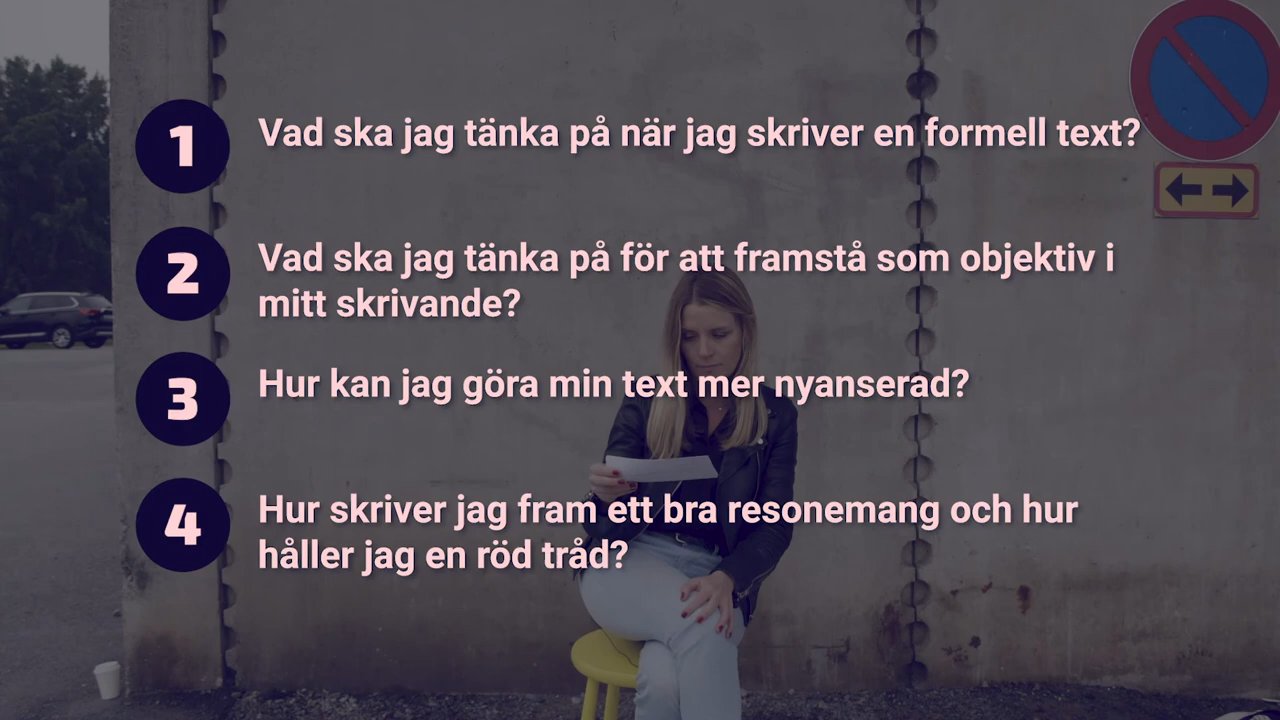 1
Vad ska jag tänka på när jag skriver en formell text?
2
Vad ska jag tänka på för att framstå som objektiv i
mitt skrivande?
3
Hur kan jag göra min text mer nyanserad?
4
Hur skriver jag fram ett bra resonemang och hur
håller jag en röd tråd?